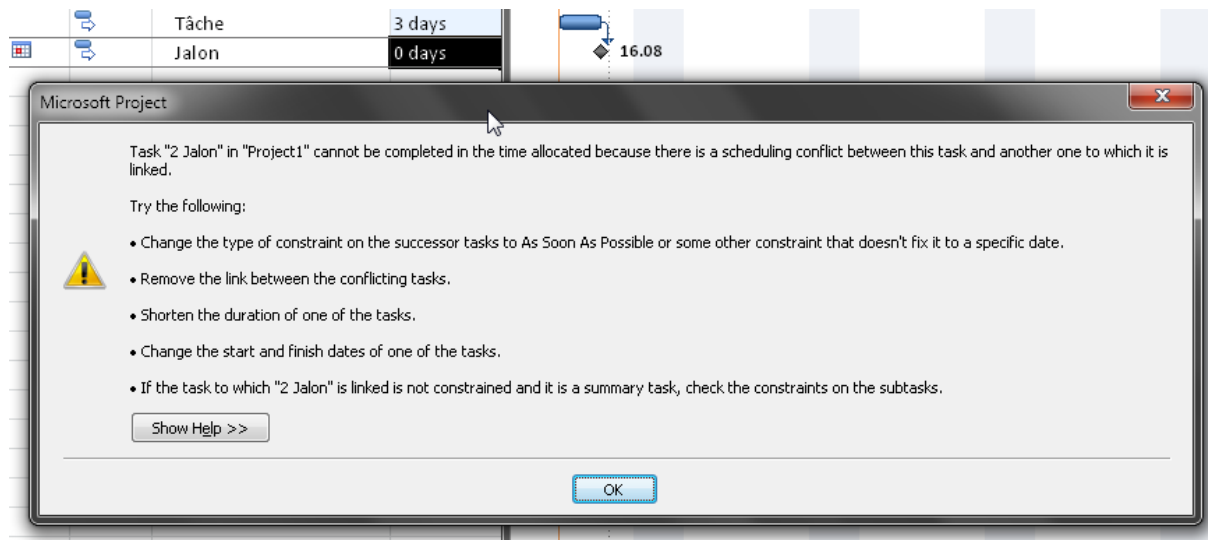 Tâche 3 days
Jalon 0 days 16.08
Microsoft Project
Task "2 Jalon" in "Project1" cannot be completed in the time allocated because there is a scheduling conflict between this task and another one to which it is
linked.
Try the following:
• Change the type of constraint on the successor tasks to As Soon As Possible or some other constraint that doesn't fix it to a specific date.
• Remove the link between the conflicting tasks.
• Shorten the duration of one of the tasks.
• Change the start and finish dates of one of the tasks.
• If the task to which "2 Jalon" is linked is not constrained and it is a summary task, check the constraints on the subtasks.
Show Help >>
OK